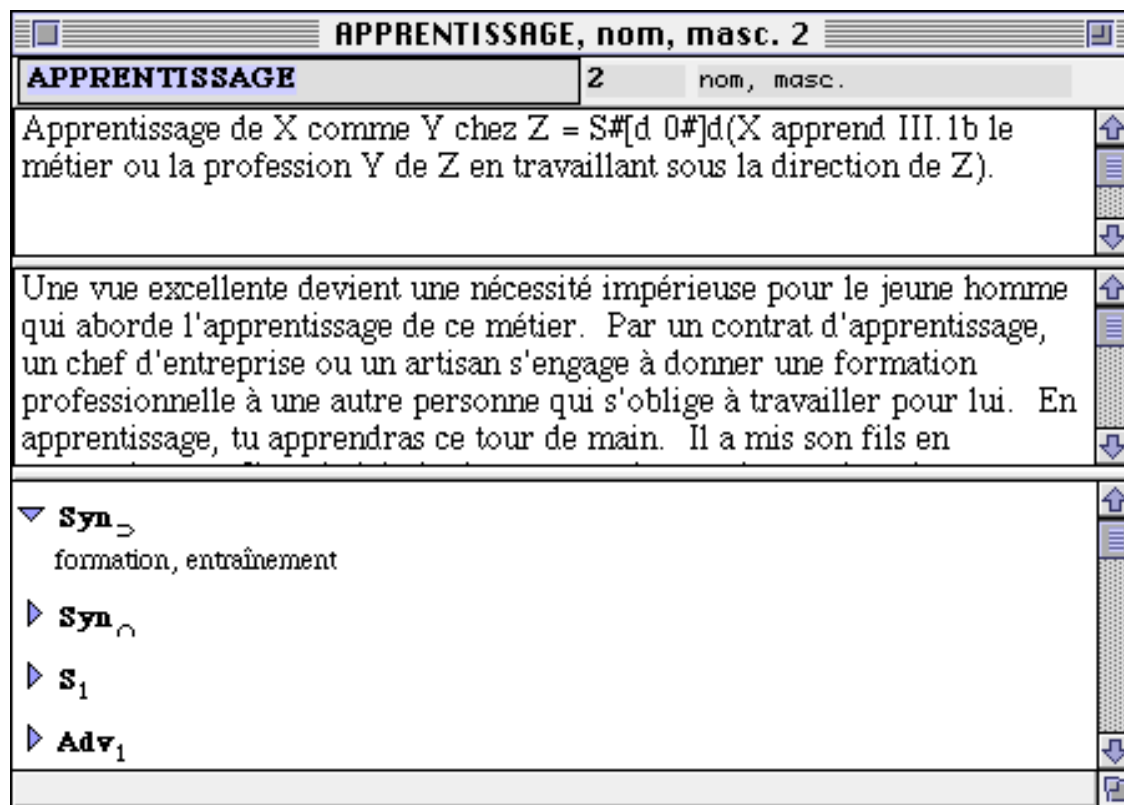 APPRENTISSAGE, nom, masc. 2
APPRENTISSAGE 2 nom, masc.
Apprentissage de X comme Y chez Z = S#[d 0#]d(X apprend III.1b le
métier ou la profession Y de Z en travaillant sous la direction de Z).
Une vue excellente devient une nécessité impérieuse pour le jeune homme
qui aborde l'apprentissage de ce métier. Par un contrat d'apprentissage,
un chef d'entreprise ou un artisan s'engage à donner une formation
professionnelle à une autre personne qui s'oblige à travailler pour lui. En
apprentissage, tu apprendras ce tour de main. Il a mis son fils en
Syn⊃
formation, entraînement
Syn∩
S₁
Adv₁